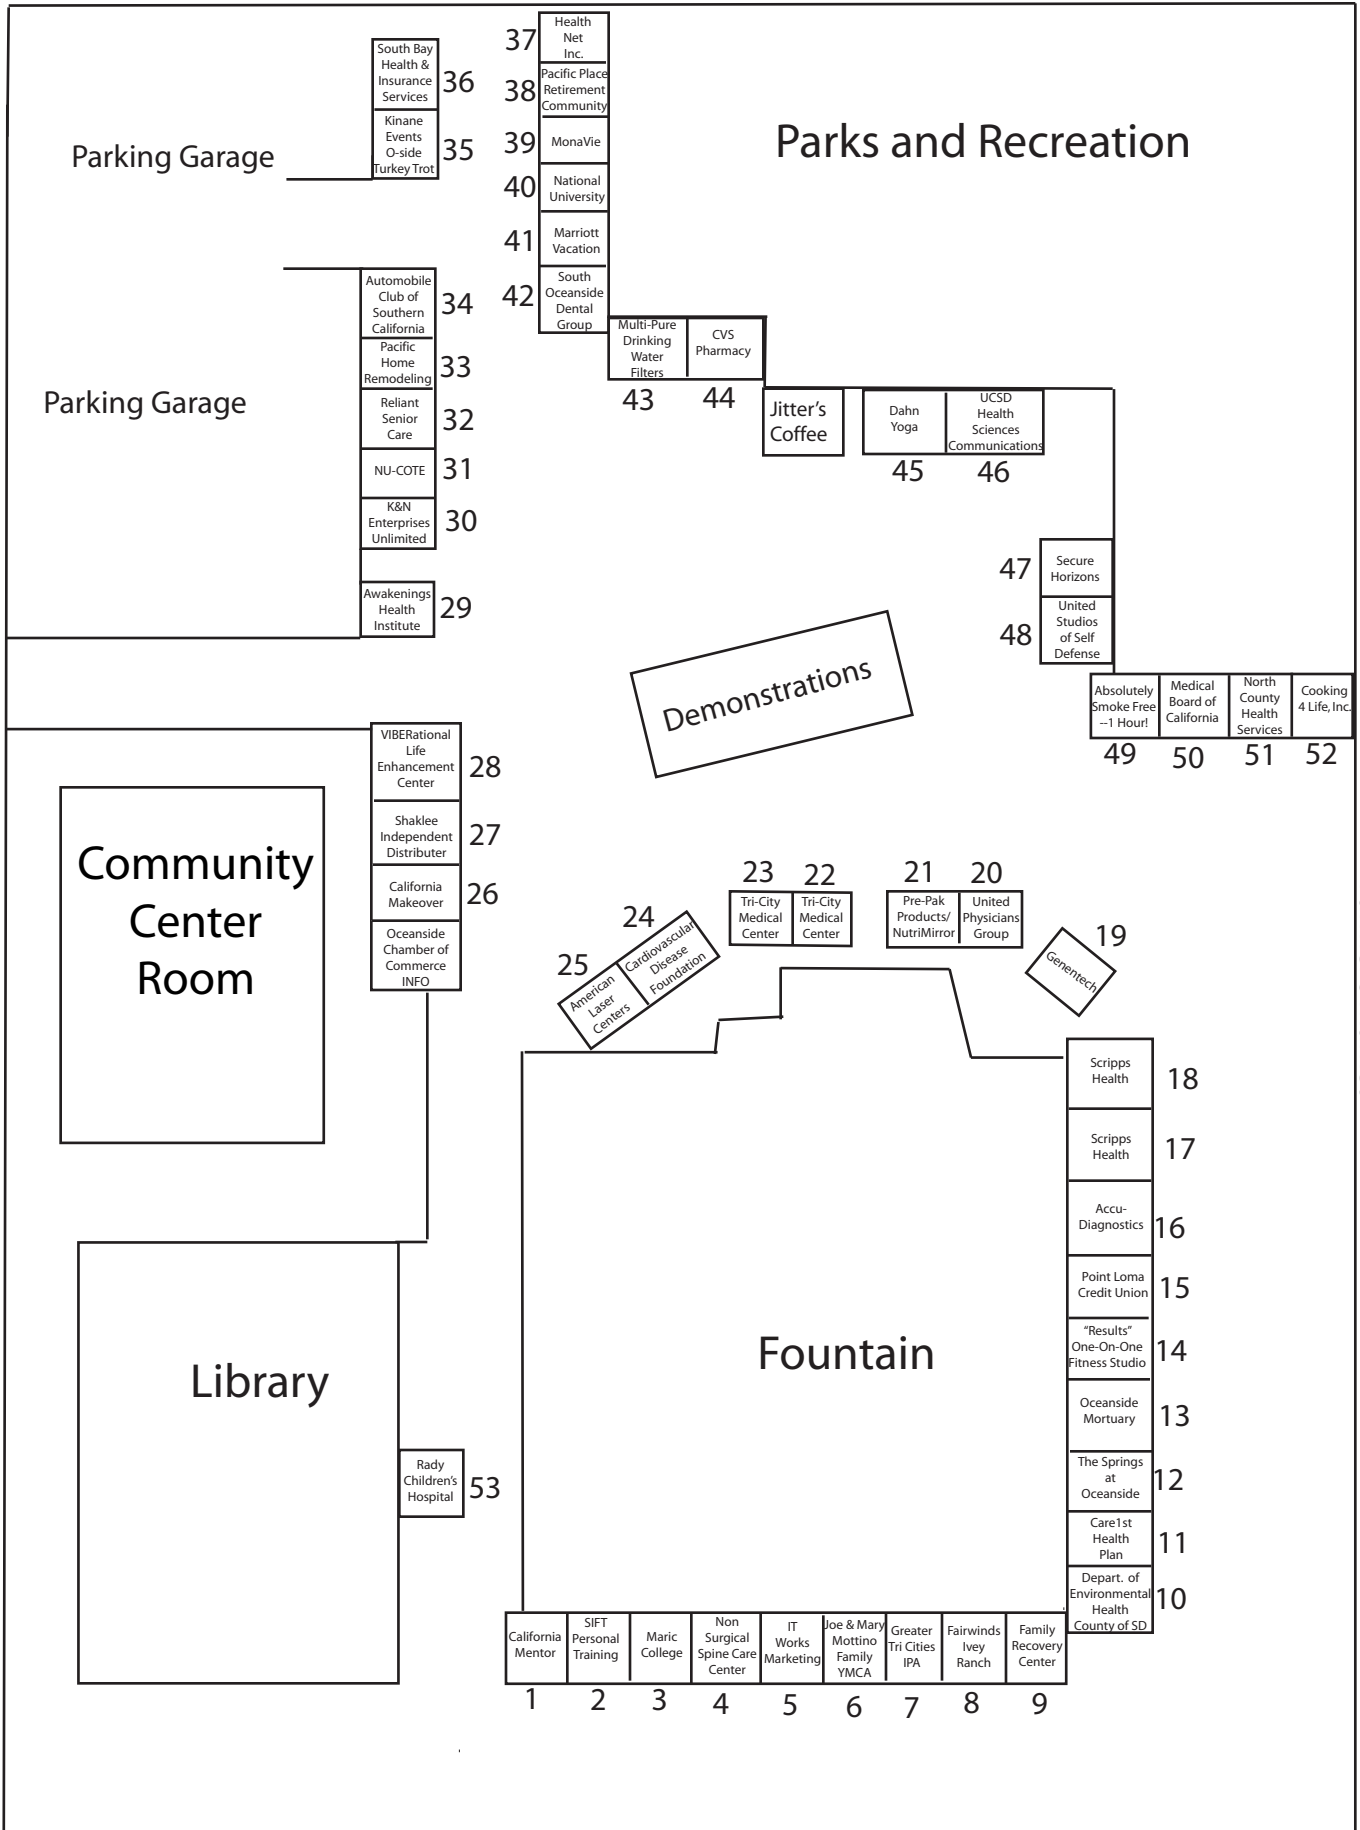 Health
Net
Inc.
37
Pacific Place
Retirement
Community
38
MonaVie
39
National
University
40
Marriott
Vacation
41
South
Oceanside
Dental
Group
42
South Bay
Health &
Insurance
Services
36
Kinane
Events
O-side
Turkey Trot
35
Parking Garage
Parks and Recreation
Automobile
Club of
Southern
California
34
Pacific
Home
Remodeling
33
Reliant
Senior
Care
32
NU-COTE
31
K&N
Enterprises
Unlimited
30
Awakenings
Health
Institute
29
Parking Garage
Multi-Pure
Drinking
Water
Filters
43
CVS
Pharmacy
44
Jitter's
Coffee
Dahn
Yoga
45
UCSD
Health
Sciences
Communications
46
47
Secure
Horizons
48
United
Studios
of Self
Defense
Demonstrations
Absolutely
Smoke Free
--1 Hour!
49
Medical
Board of
California
50
North
County
Health
Services
51
Cooking
4 Life, Inc.
52
VIBERational
Life
Enhancement
Center
28
Shaklee
Independent
Distributer
27
California
Makeover
26
Oceanside
Chamber of
Commerce
INFO
Community
Center
Room
25
American
Laser
Centers
24
Cardiovascular
Disease
Foundation
23
Tri-City
Medical
Center
22
Tri-City
Medical
Center
21
Pre-Pak
Products/
NutriMirror
20
United
Physicians
Group
19
Genentech
Scripps
Health
18
Scripps
Health
17
Accu-
Diagnostics
16
Point Loma
Credit Union
15
"Results"
One-On-One
Fitness Studio
14
Oceanside
Mortuary
13
The Springs
at
Oceanside
12
Care1st
Health
Plan
11
Depart. of
Environmental
Health
County of SD
10
Fountain
Library
Rady
Children's
Hospital
53
California
Mentor
1
SIFT
Personal
Training
2
Maric
College
3
Non
Surgical
Spine Care
Center
4
IT
Works
Marketing
5
Joe & Mary
Mottino
Family
YMCA
6
Greater
Tri Cities
IPA
7
Fairwinds
Ivey
Ranch
8
Family
Recovery
Center
9